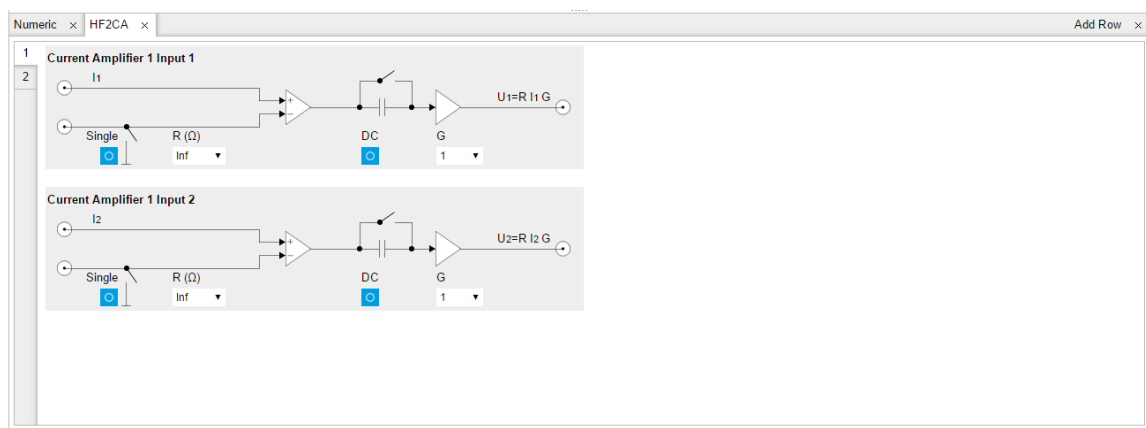 Numeric × HF2CA × Add Row ×
1
2
Current Amplifier 1 Input 1
I1
+
−
U1=R I1 G
Single R (Ω) DC G
Inf 1
Current Amplifier 1 Input 2
I2
+
−
U2=R I2 G
Single R (Ω) DC G
Inf 1